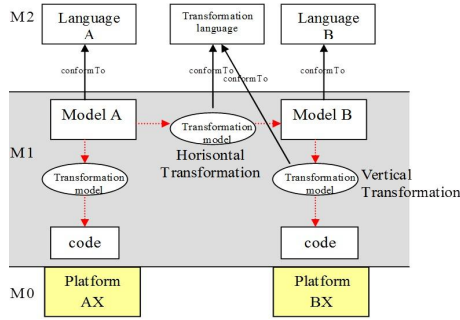 M2
Language
A
Transformation
language
Language
B
conformTo
conformTo
conformTo
conformTo
M1
Model A
Transformation
model
Model B
Horisontal
Transformation
Transformation
model
Transformation
model
Vertical
Transformation
code
code
M0
Platform
AX
Platform
BX